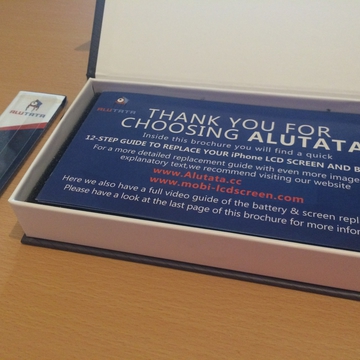 ALUTATA
THANK YOU FOR
CHOOSING ALUTATA
Inside this brochure you will find a quick
12-STEP GUIDE TO REPLACE YOUR iPhone LCD SCREEN AND B
For a more detailed replacement guide with even more image
explanatory text,we recommend visiting our website
www.Alutata.cc
www.mobi-lcdscreen.com
Here we also have a full video guide of the battery & screen repl
Please have a look at the last page of this brochure for more infor